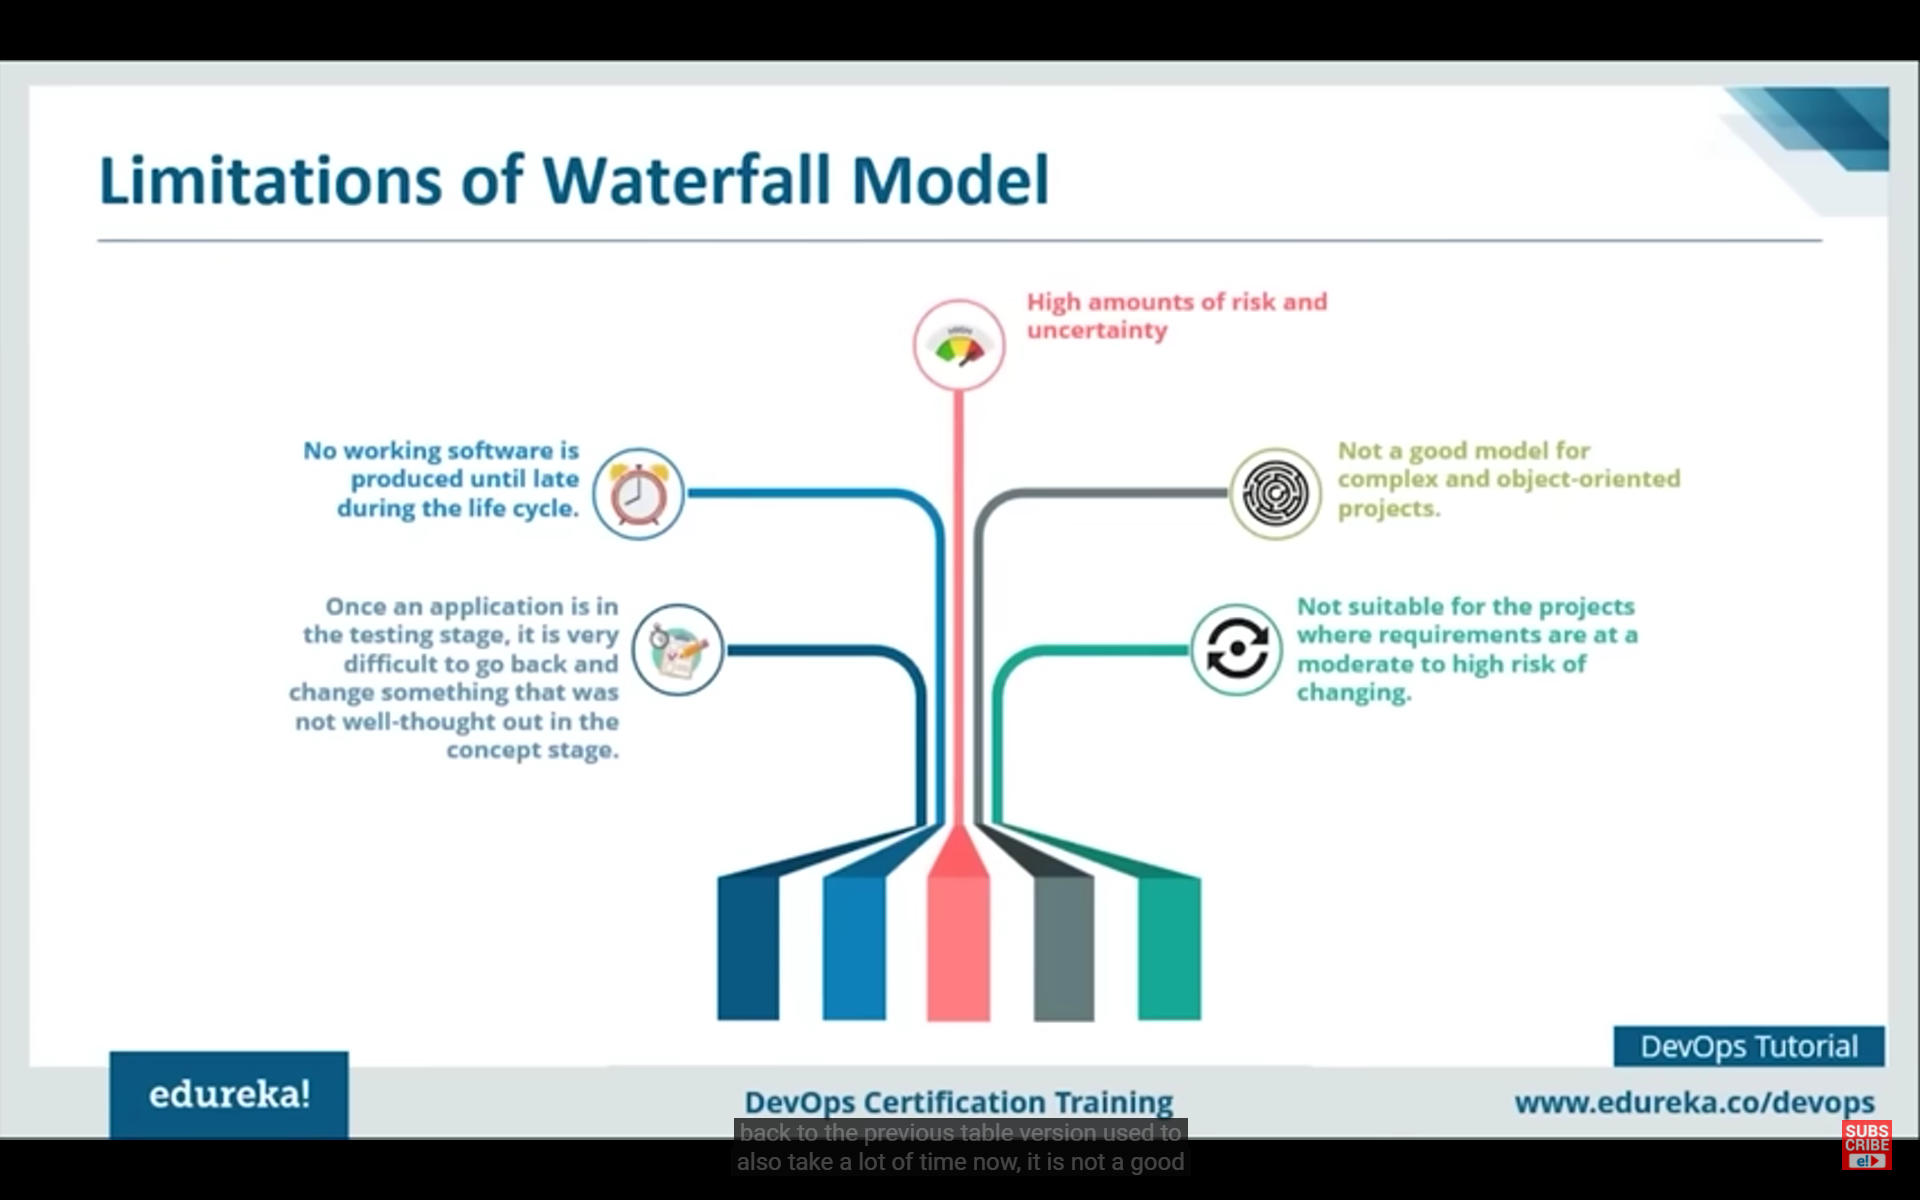 Limitations of Waterfall Model
HIGH
High amounts of risk and
uncertainty
No working software is
produced until late
during the life cycle.
Not a good model for
complex and object-oriented
projects.
Once an application is in
the testing stage, it is very
difficult to go back and
change something that was
not well-thought out in the
concept stage.
Not suitable for the projects
where requirements are at a
moderate to high risk of
changing.
DevOps Tutorial
edureka!
DevOps Certification Training
www.edureka.co/devops
back to the previous table version used to
also take a lot of time now, it is not a good
SUBS
CRIBE
e!